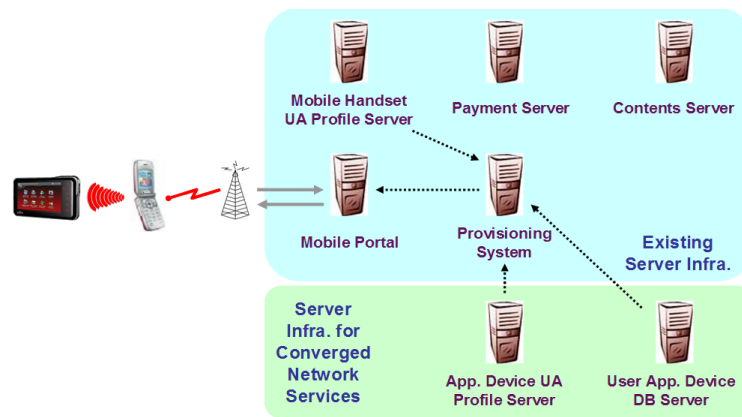 Mobile Handset
UA Profile Server
Payment Server
Contents Server
Mobile Portal
Provisioning
System
Existing
Server Infra.
Server
Infra. for
Converged
Network
Services
App. Device UA
Profile Server
User App. Device
DB Server